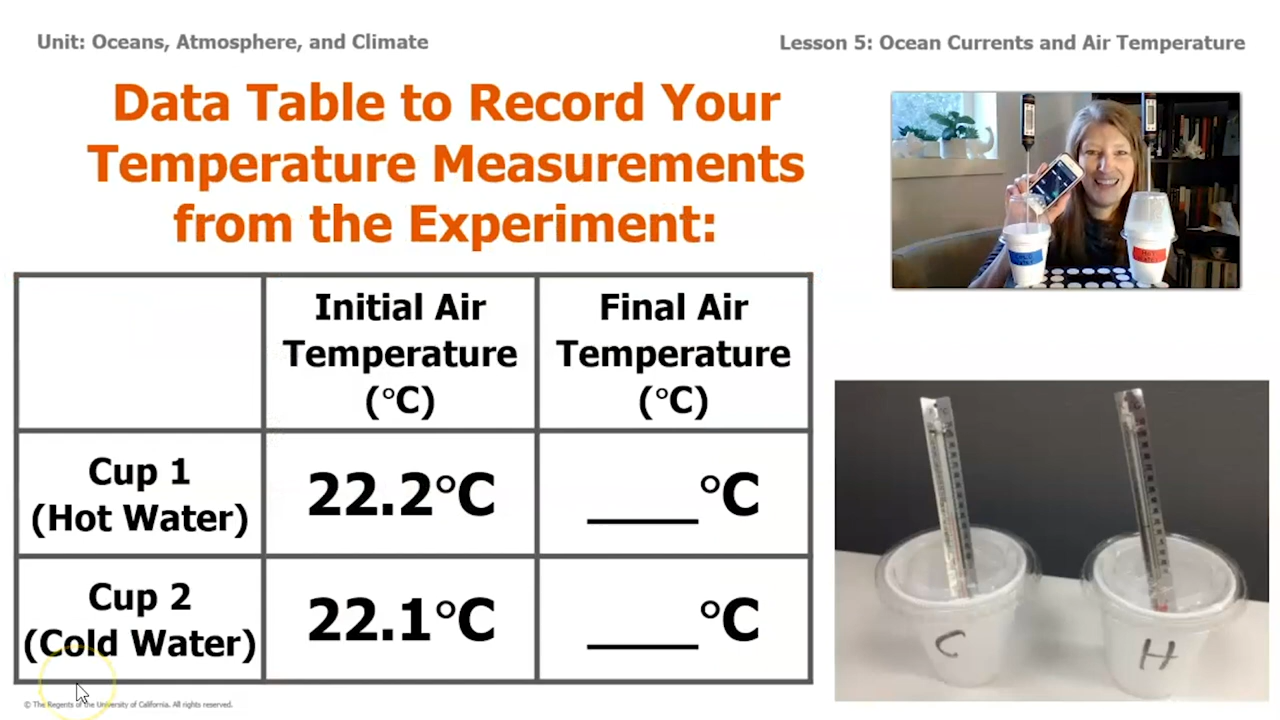 Unit: Oceans, Atmosphere, and Climate
Lesson 5: Ocean Currents and Air Temperature
Data Table to Record Your
Temperature Measurements
from the Experiment:
Initial Air
Temperature
(°C)
Final Air
Temperature
(°C)
Cup 1
(Hot Water)
22.2°C
____°C
Cup 2
(Cold Water)
22.1°C
____°C
C
H
© The Regents of the University of California. All rights reserved.